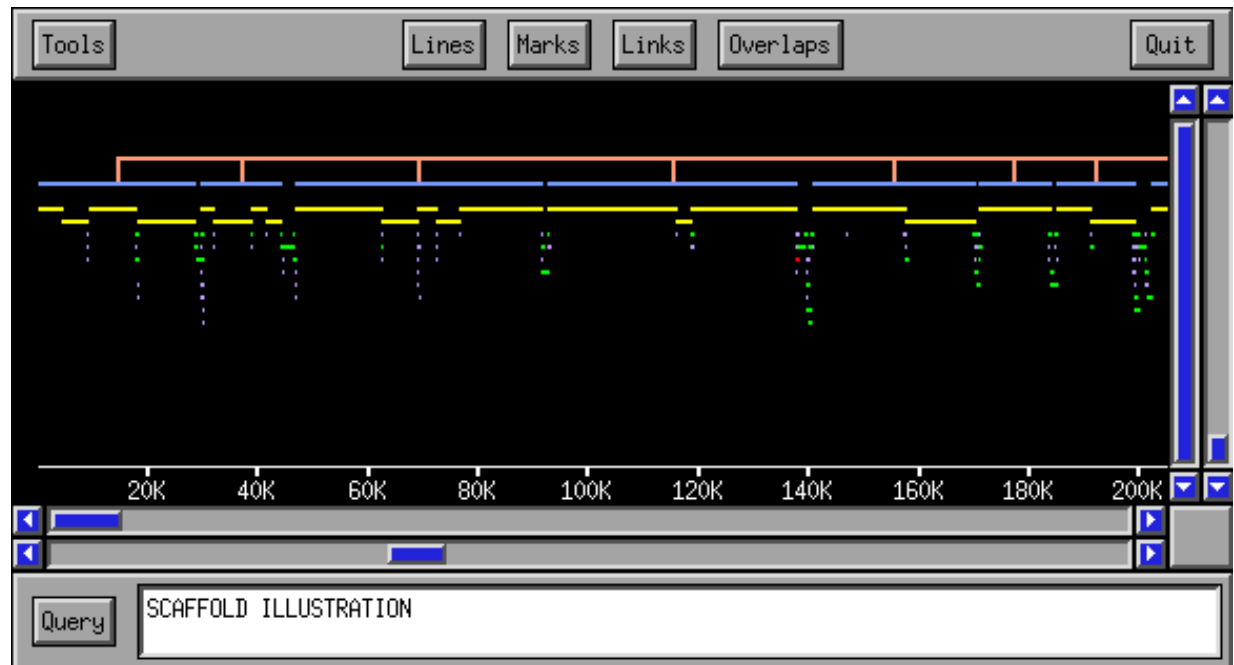 Tools Lines Marks Links Overlaps Quit
20K 40K 60K 80K 100K 120K 140K 160K 180K 200K
Query SCAFFOLD ILLUSTRATION